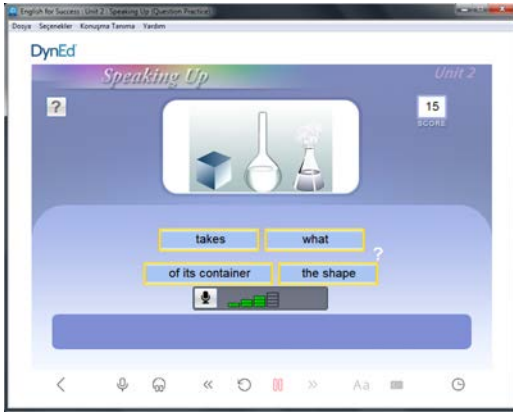 English for Success : Unit 2 : Speaking Up (Question Practice)
Dosya Seçenekler Konuşma Tanıma Yardım
DynEd
Speaking Up Unit 2
? 15
SCORE
takes what
?
of its container the shape
Aa